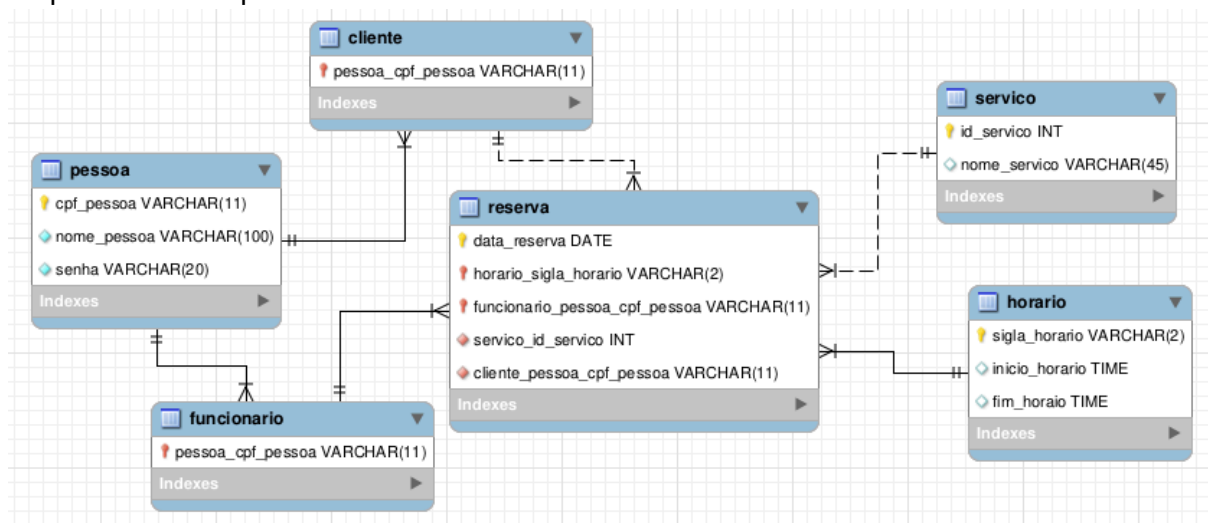 cliente
pessoa_cpf_pessoa VARCHAR(11)
Indexes
servico
id_servico INT
nome_servico VARCHAR(45)
Indexes
pessoa
cpf_pessoa VARCHAR(11)
nome_pessoa VARCHAR(100)
senha VARCHAR(20)
Indexes
reserva
data_reserva DATE
horario_sigla_horario VARCHAR(2)
funcionario_pessoa_cpf_pessoa VARCHAR(11)
servico_id_servico INT
cliente_pessoa_cpf_pessoa VARCHAR(11)
Indexes
horario
sigla_horario VARCHAR(2)
inicio_horario TIME
fim_horaio TIME
Indexes
funcionario
pessoa_cpf_pessoa VARCHAR(11)
Indexes